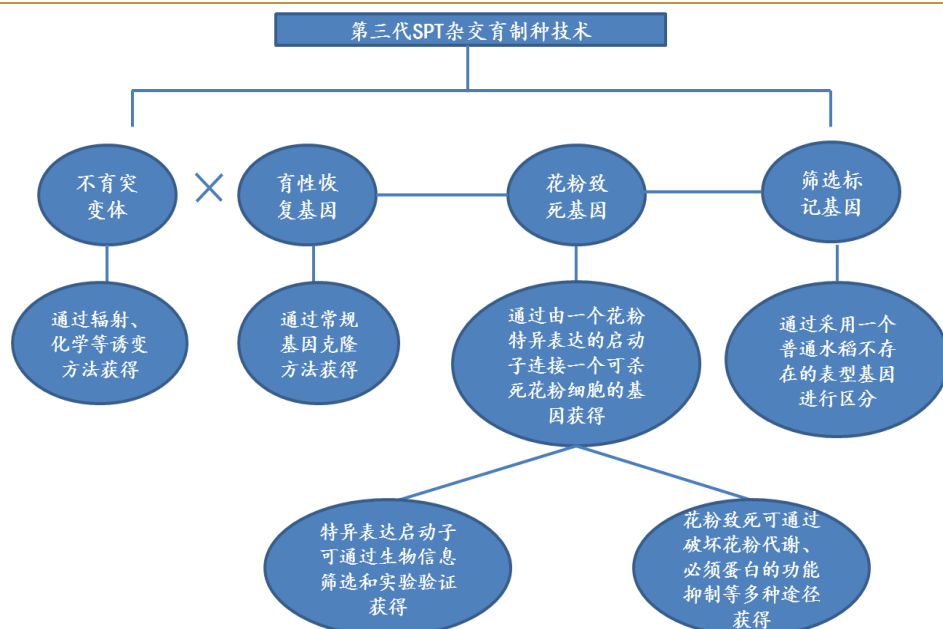 第三代SPT杂交育制种技术
不育突
变体
育性恢
复基因
花粉致
死基因
筛选标
记基因
通过辐射、
化学等诱变
方法获得
通过常规
基因克隆
方法获得
通过由一个花粉
特异表达的启动
子连接一个可杀
死花粉细胞的基
因获得
通过采用一个
普通水稻不存
在的表型基因
进行区分
特异表达启动子
可通过生物信息
筛选和实验验证
获得
花粉致死可通过
破坏花粉代谢、
必须蛋白的功能
抑制等多种途径
获得